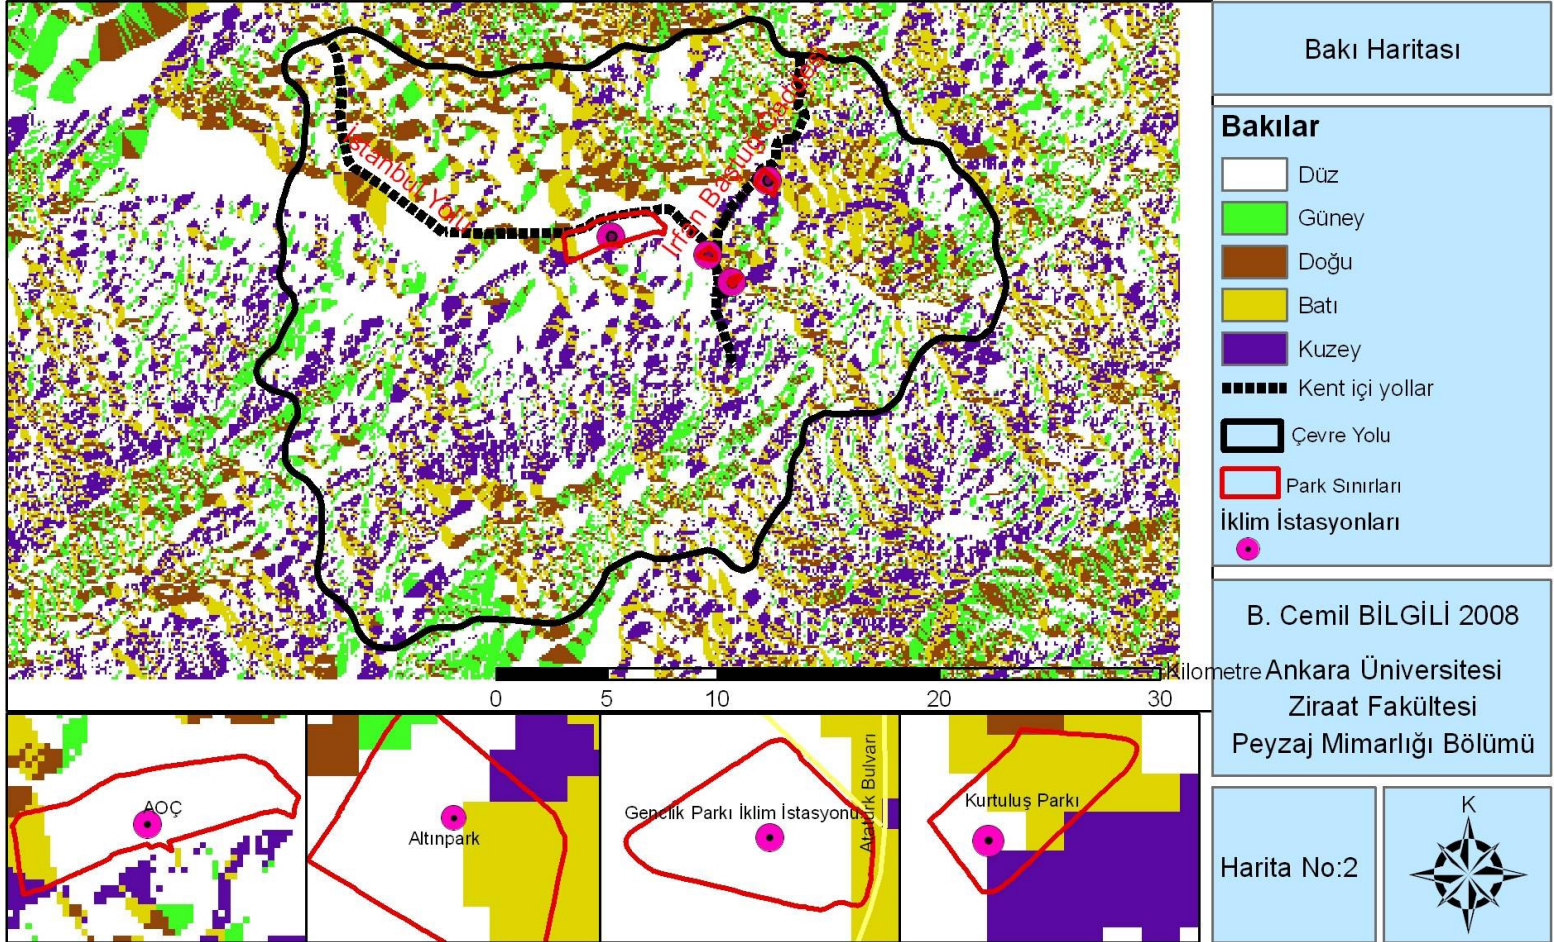 İstanbul Yolu
İrfan Baştuğ Caddesi
Kilometre
0 5 10 20 30
AOÇ
Altınpark
Gençlik Parkı İklim İstasyonu
Atatürk Bulvarı
Kurtuluş Parkı
Bakı Haritası
Bakılar
Düz
Güney
Doğu
Batı
Kuzey
Kent içi yollar
Çevre Yolu
Park Sınırları
İklim İstasyonları
B. Cemil BİLGİLİ 2008
Ankara Üniversitesi
Ziraat Fakültesi
Peyzaj Mimarlığı Bölümü
Harita No:2
K